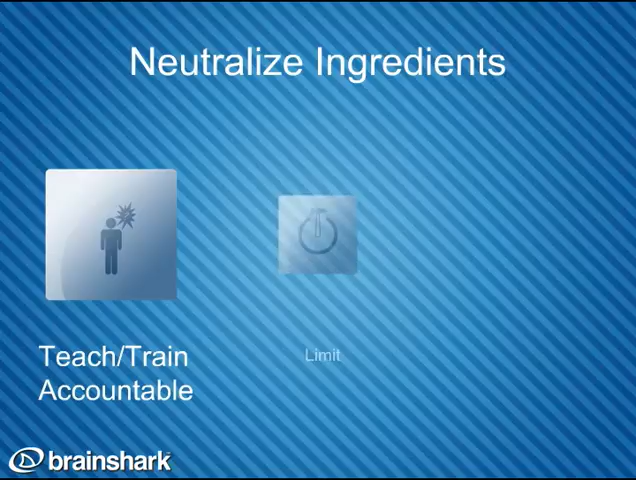 Neutralize Ingredients
Teach/Train
Accountable
Limit
brainshark